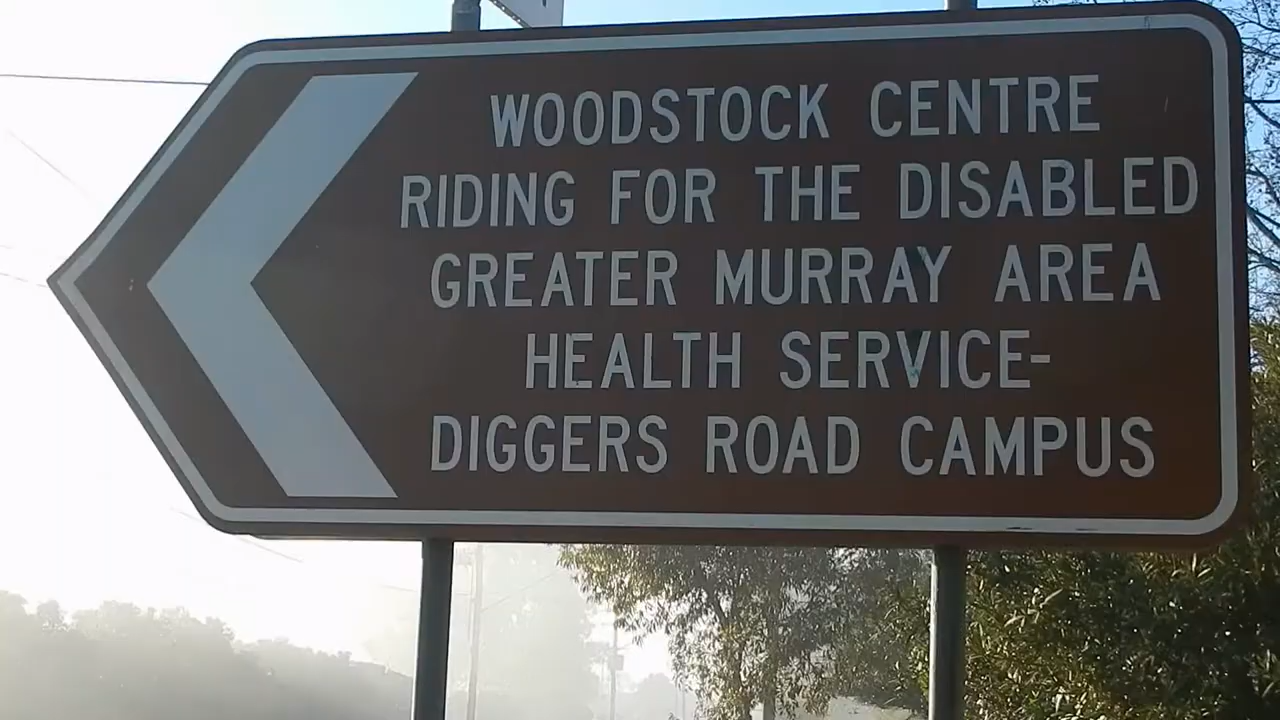 WOODSTOCK CENTRE
RIDING FOR THE DISABLED
GREATER MURRAY AREA
HEALTH SERVICE-
DIGGERS ROAD CAMPUS